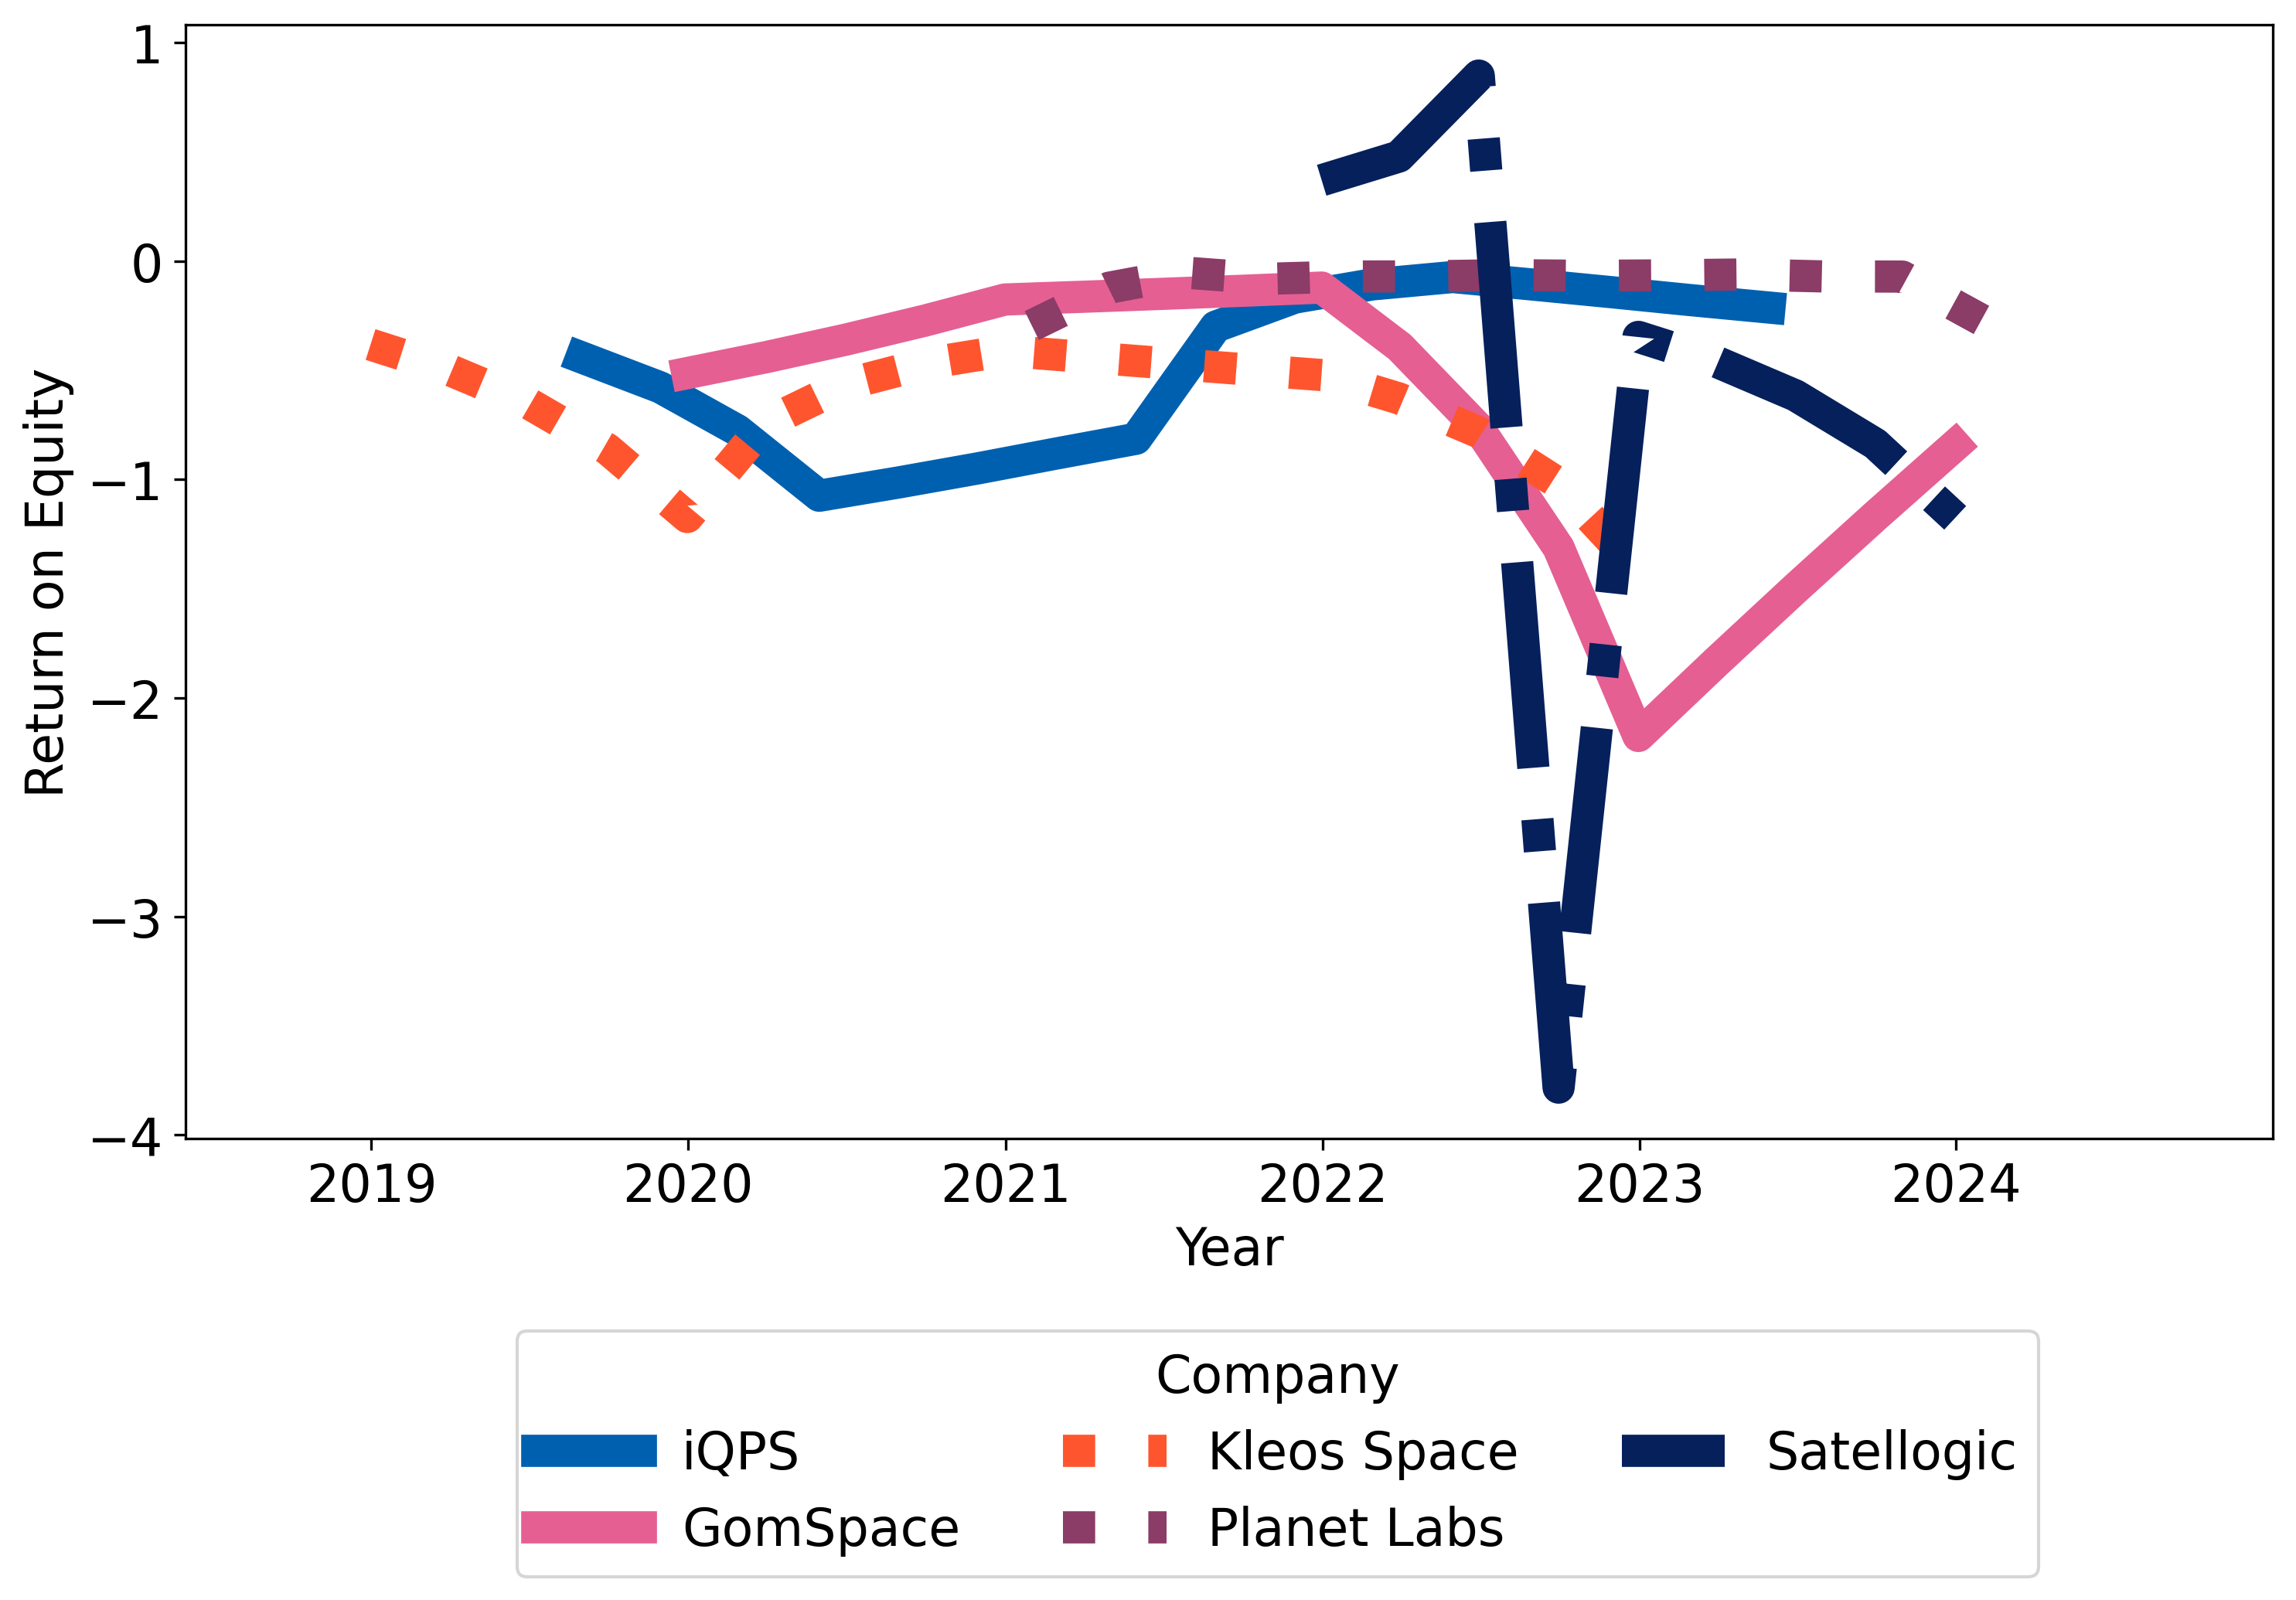 1
0
−1
−2
−3
−4
Return on Equity
2019 2020 2021 2022 2023 2024
Year
Company
iQPS Kleos Space Satellogic
GomSpace Planet Labs